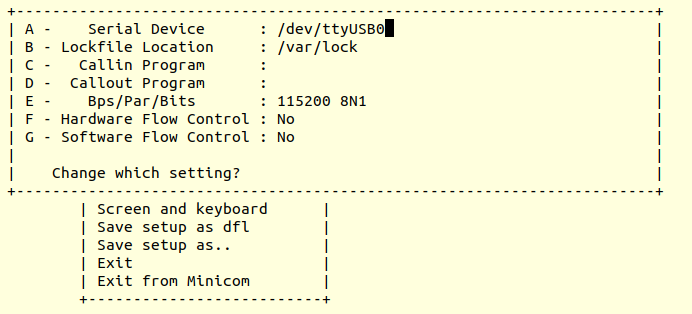 +-----------------------------------------------------------------------+
| A -    Serial Device      : /dev/ttyUSB0                              |
| B - Lockfile Location     : /var/lock                                 |
| C -   Callin Program      :                                           |
| D -  Callout Program      :                                           |
| E -    Bps/Par/Bits       : 115200 8N1                                |
| F - Hardware Flow Control : No                                        |
| G - Software Flow Control : No                                        |
|                                                                       |
|    Change which setting?                                              |
+-----------------------------------------------------------------------+
        | Screen and keyboard      |
        | Save setup as dfl        |
        | Save setup as..          |
        | Exit                     |
        | Exit from Minicom        |
        +--------------------------+